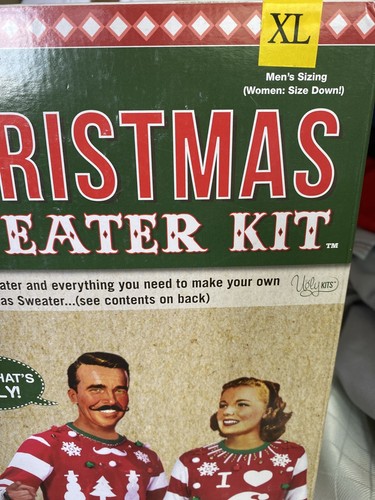 XL
Men's Sizing
(Women: Size Down!)
RISTMAS
EATER KIT™
ater and everything you need to make your own
as Sweater...(see contents on back)
Ugly KITS
HAT'S
LY!
I